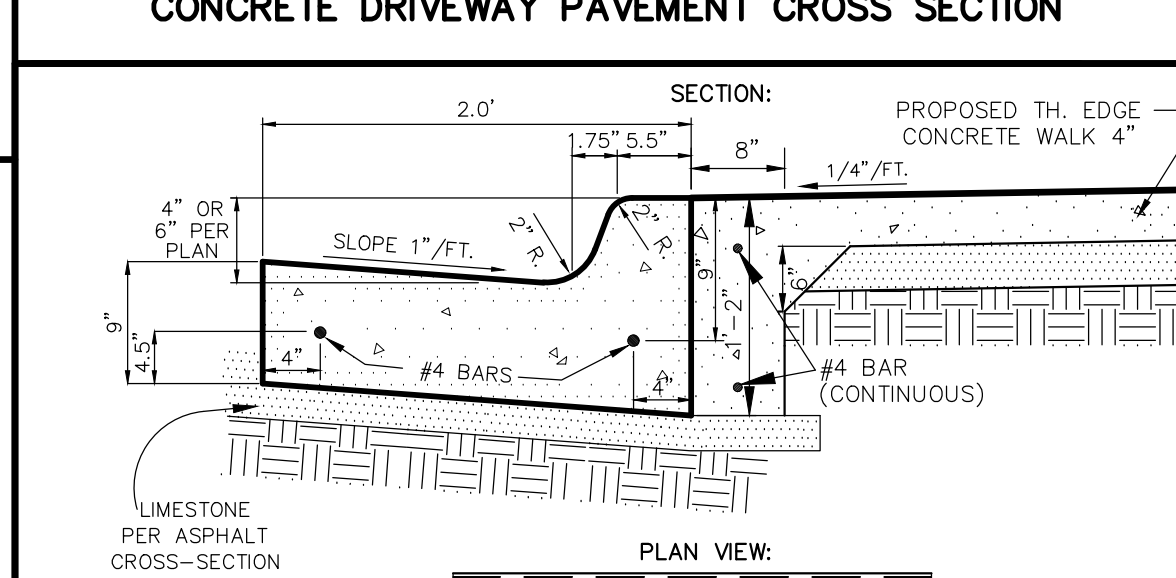 CONCRETE DRIVEWAY PAVEMENT CROSS SECTION
SECTION:
2.0'
1.75" 5.5"
8"
PROPOSED TH. EDGE
CONCRETE WALK 4"
1/4"/FT.
4" OR
6" PER
PLAN
SLOPE 1"/FT.
2" R.
2" R.
9"
4.5"
4"
#4 BARS
4"
9"
1'-2"
6"
#4 BAR
(CONTINUOUS)
LIMESTONE
PER ASPHALT
CROSS-SECTION
PLAN VIEW: